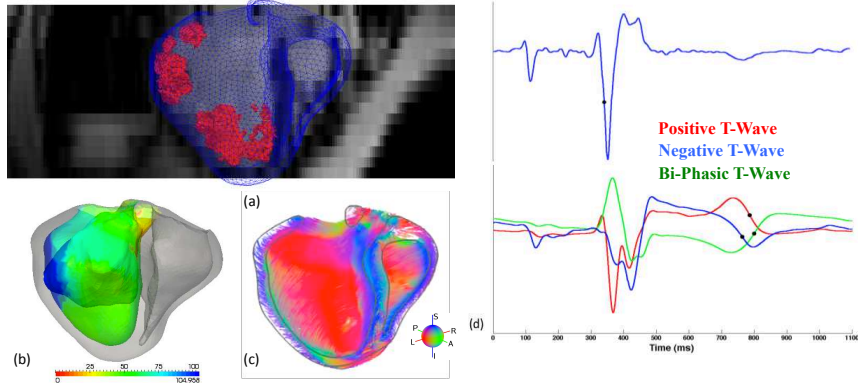 (a)
Positive T-Wave
Negative T-Wave
Bi-Phasic T-Wave
S
P
R
L
A
I
(b)
(c)
(d)
0 25 50 75 100
0 104.958
0 100 200 300 400 500 600 700 800 900 1000 1100
Time (ms)